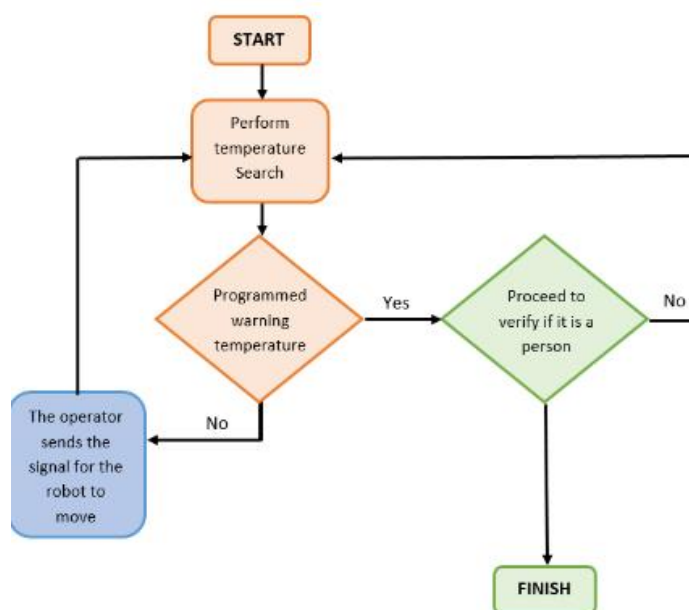 START
Perform
temperature
Search
Programmed
warning
temperature
Yes
Proceed to
verify if it is a
person
No
No
The operator
sends the
signal for the
robot to
move
FINISH